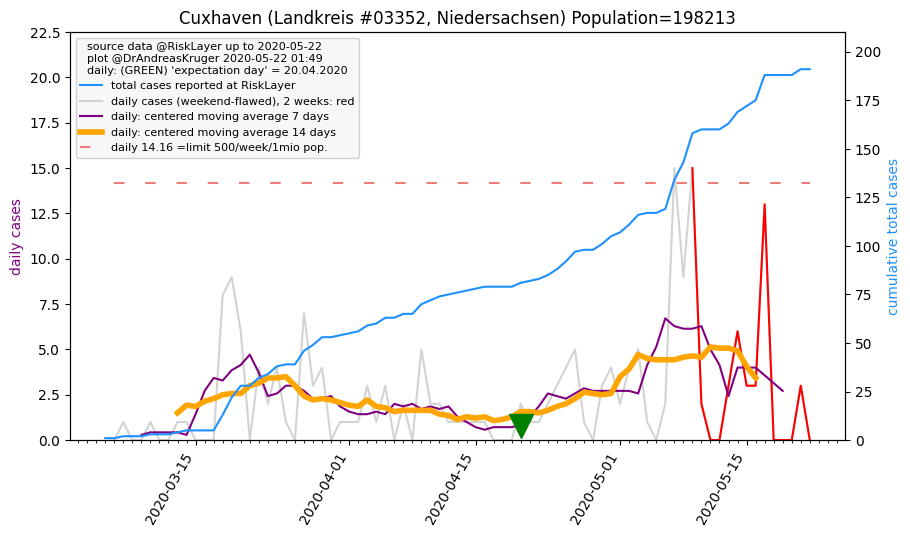 Cuxhaven (Landkreis #03352, Niedersachsen) Population=198213
source data @RiskLayer up to 2020-05-22
plot @DrAndreasKruger 2020-05-22 01:49
daily: (GREEN) 'expectation day' = 20.04.2020
total cases reported at RiskLayer
daily cases (weekend-flawed), 2 weeks: red
daily: centered moving average 7 days
daily: centered moving average 14 days
daily 14.16 =limit 500/week/1mio pop.
daily cases
22.5
20.0
17.5
15.0
12.5
10.0
7.5
5.0
2.5
0.0
cumulative total cases
200
175
150
125
100
75
50
25
0
2020-03-15
2020-04-01
2020-04-15
2020-05-01
2020-05-15